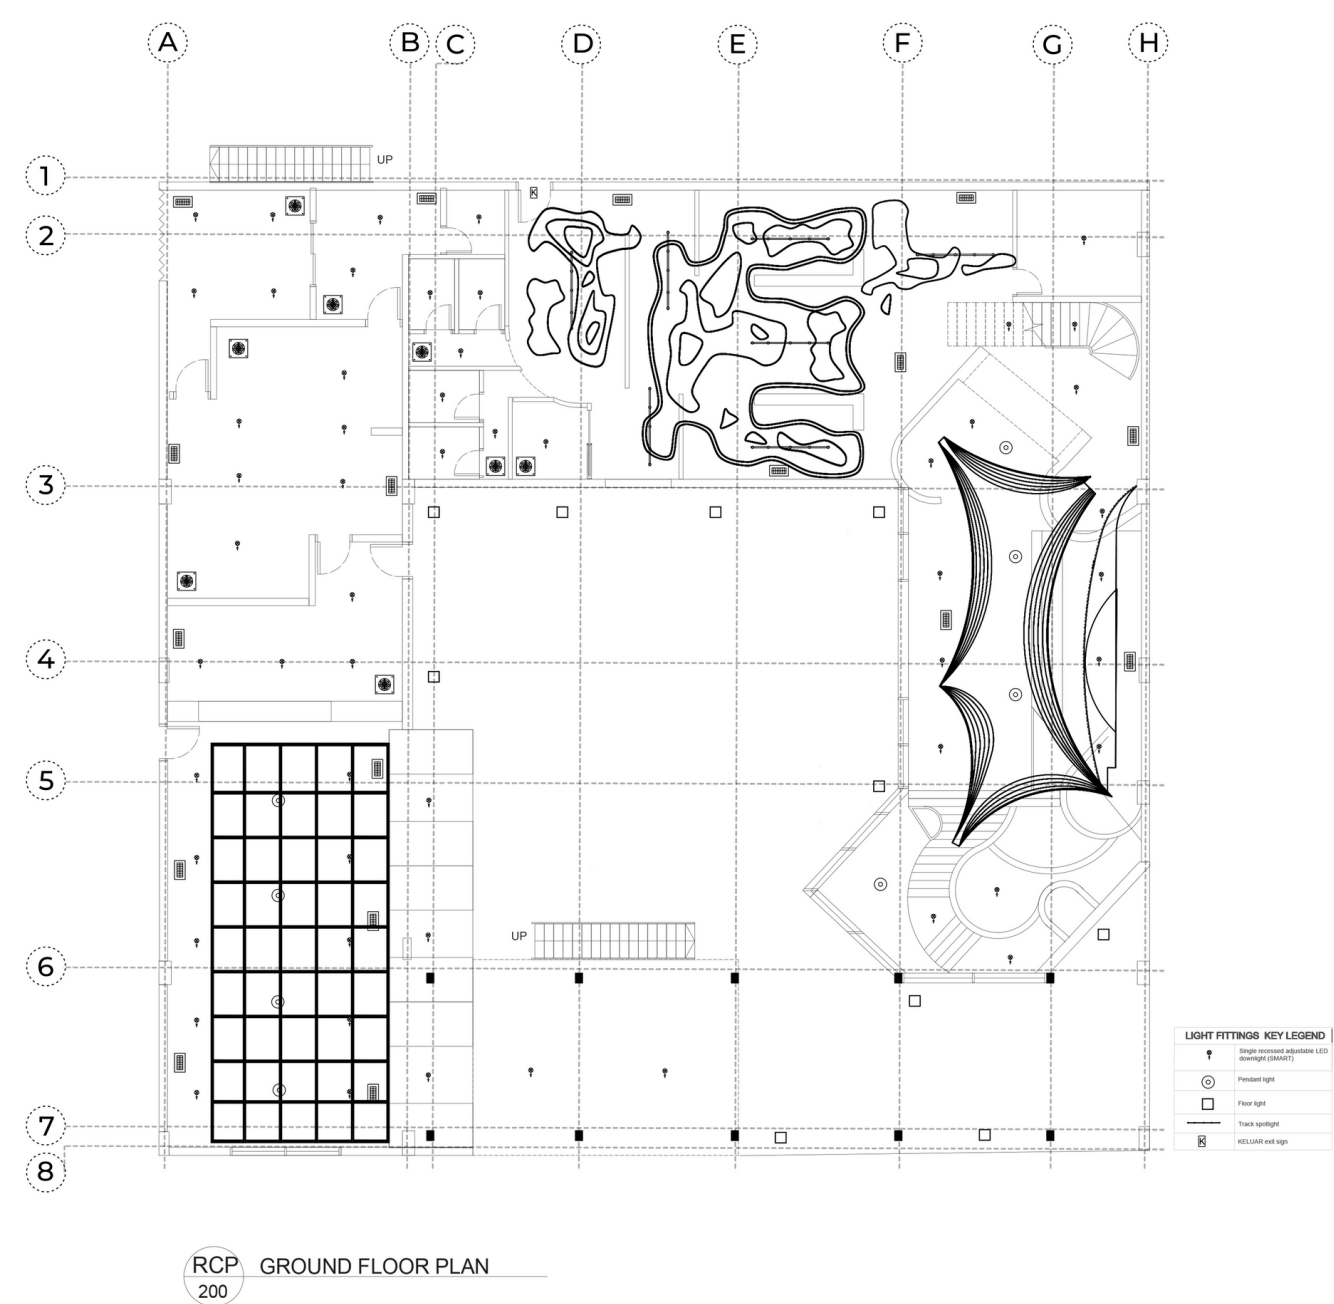 A B C D E F G H
1
UP
K
2
3
4
5
UP
6
7
8
LIGHT FITTINGS KEY LEGEND
Single recessed adjustable LED
downlight (SMART)
Pendant light
Floor light
Track spotlight
K KELUAR exit sign
RCP GROUND FLOOR PLAN
200